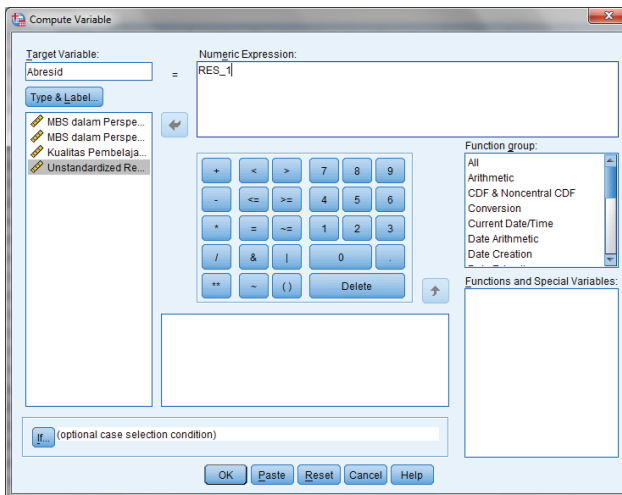 Compute Variable
Target Variable:
Abresid
=
Numeric Expression:
RES_1
Type & Label...
MBS dalam Perspe...
MBS dalam Perspe...
Kualitas Pembelaja...
Unstandardized Re...
+ < > 7 8 9
- <= >= 4 5 6
* = ~= 1 2 3
/ & | 0 .
** ~ () Delete
Function group:
All
Arithmetic
CDF & Noncentral CDF
Conversion
Current Date/Time
Date Arithmetic
Date Creation
Functions and Special Variables:
If... (optional case selection condition)
OK Paste Reset Cancel Help